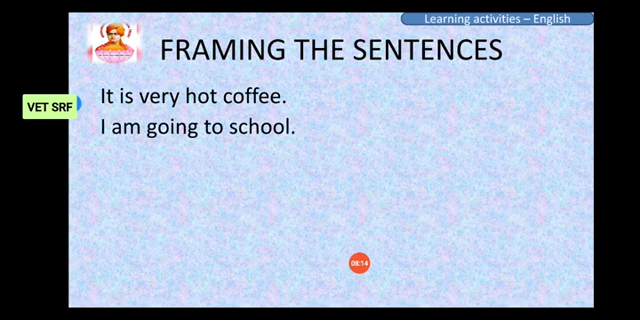 Learning activities – English
FRAMING THE SENTENCES
It is very hot coffee.
VET SRF
I am going to school.
08:14